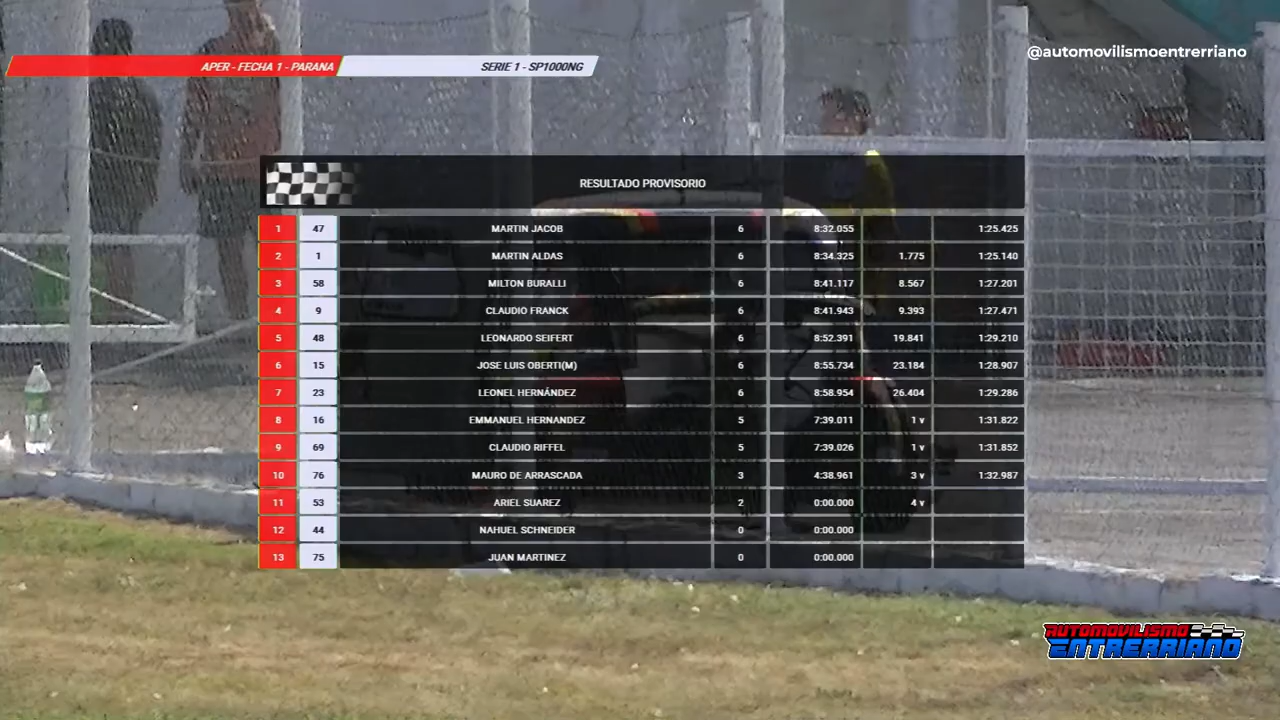 @automovilismoentrerriano
APER - FECHA 1 - PARANA SERIE 1 - SP1000NG
RESULTADO PROVISORIO
1 47 MARTIN JACOB 6 8:32.055 1:25.425
2 1 MARTIN ALDAS 6 8:34.325 1.775 1:25.140
3 58 MILTON BURALLI 6 8:41.117 8.567 1:27.201
4 9 CLAUDIO FRANCK 6 8:41.943 9.393 1:27.471
5 48 LEONARDO SEIFERT 6 8:52.391 19.841 1:29.210
6 15 JOSE LUIS OBERTI(M) 6 8:55.734 23.184 1:28.907
7 23 LEONEL HERNÁNDEZ 6 8:58.954 26.404 1:29.286
8 16 EMMANUEL HERNANDEZ 5 7:39.011 1 v 1:31.822
9 69 CLAUDIO RIFFEL 5 7:39.026 1 v 1:31.852
10 76 MAURO DE ARRASCADA 3 4:38.961 3 v 1:32.987
11 53 ARIEL SUAREZ 2 0:00.000 4 v
12 44 NAHUEL SCHNEIDER 0 0:00.000
13 75 JUAN MARTINEZ 0 0:00.000
AUTOMOVILISMO
ENTRERRIANO